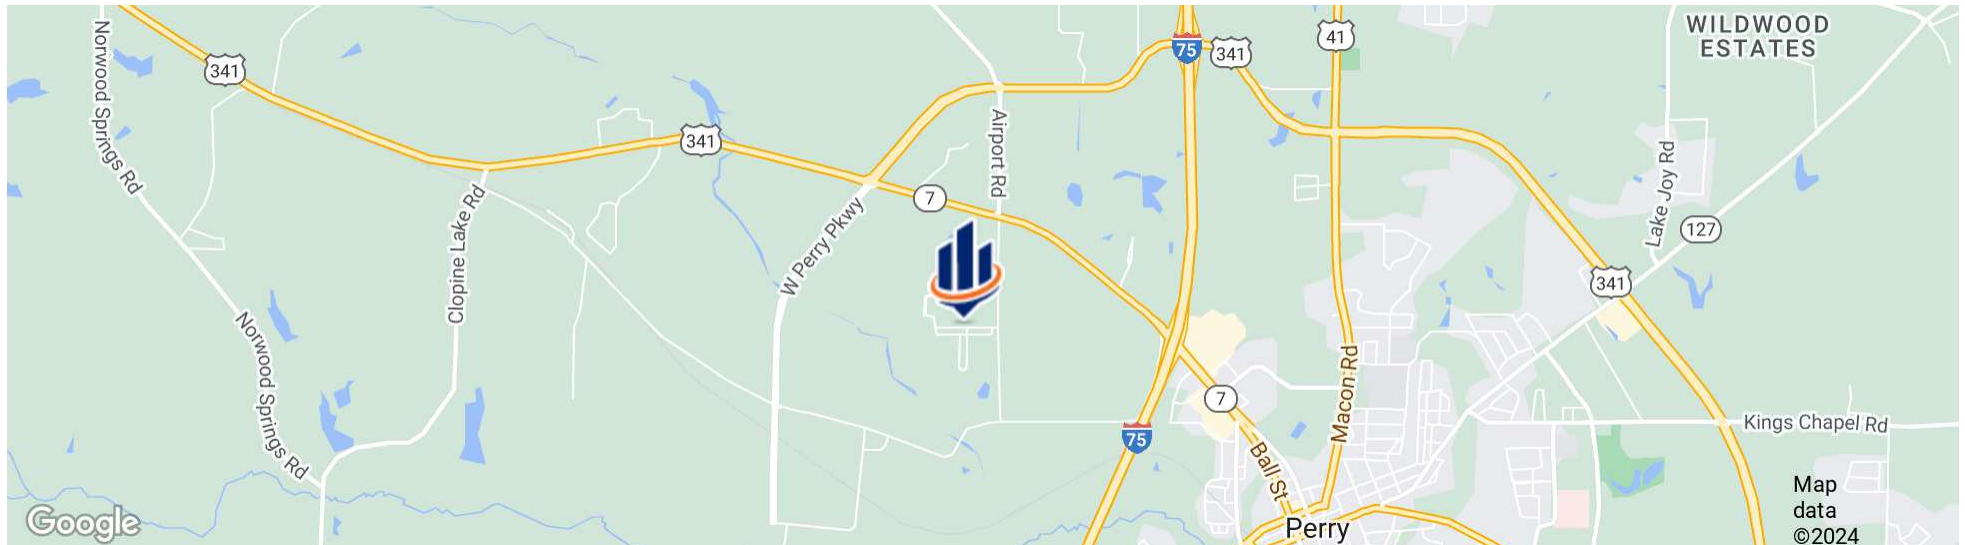 WILDWOOD
ESTATES
Norwood Springs Rd
341
75
341
41
341
Airport Rd
7
Clopine Lake Rd
W Perry Pkwy
Lake Joy Rd
127
341
Norwood Springs Rd
Macon Rd
7
75
Kings Chapel Rd
Ball St
Perry
Google
Map
data
©2024